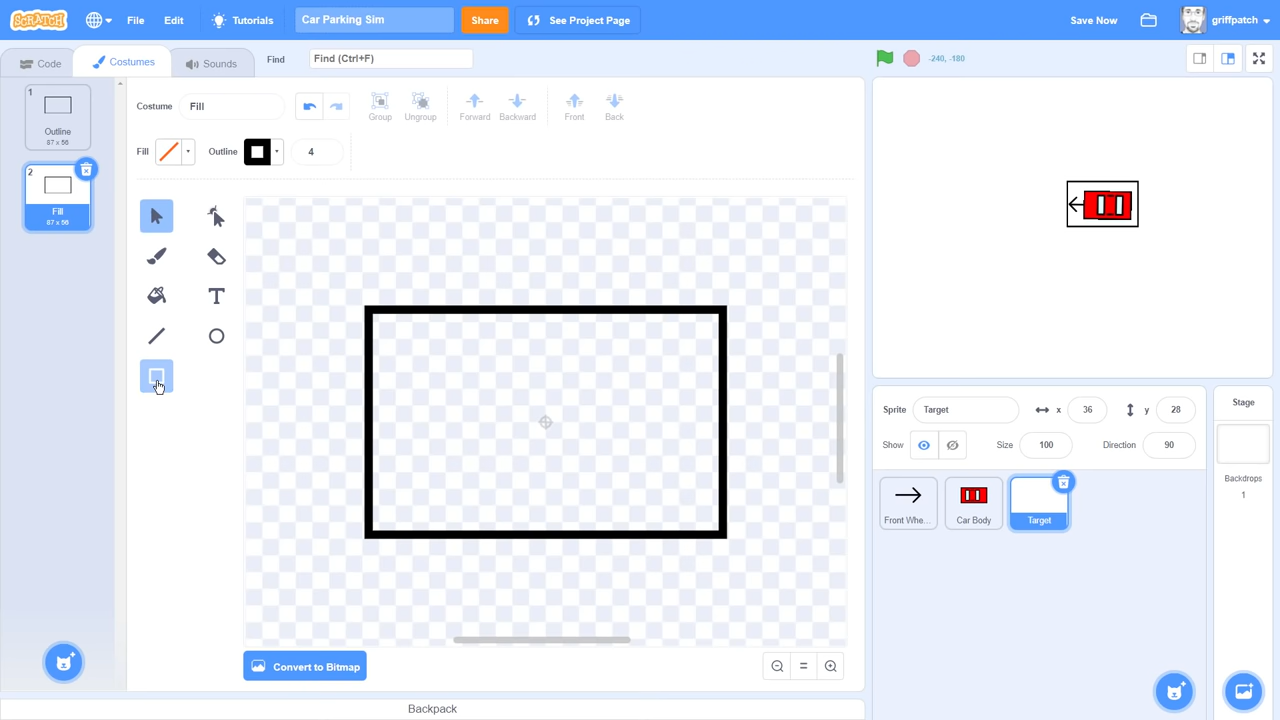 SCRATCH File Edit Tutorials Car Parking Sim Share See Project Page Save Now griffpatch
Code Costumes Sounds Find Find (Ctrl+F) -240, -180
1
Outline
87 x 56
2
Fill
87 x 56
Costume Fill Group Ungroup Forward Backward Front Back
Fill Outline 4
T
Convert to Bitmap
Backpack
Sprite Target x 36 y 28
Show Size 100 Direction 90
Front Whe... Car Body Target
Stage
Backdrops
1